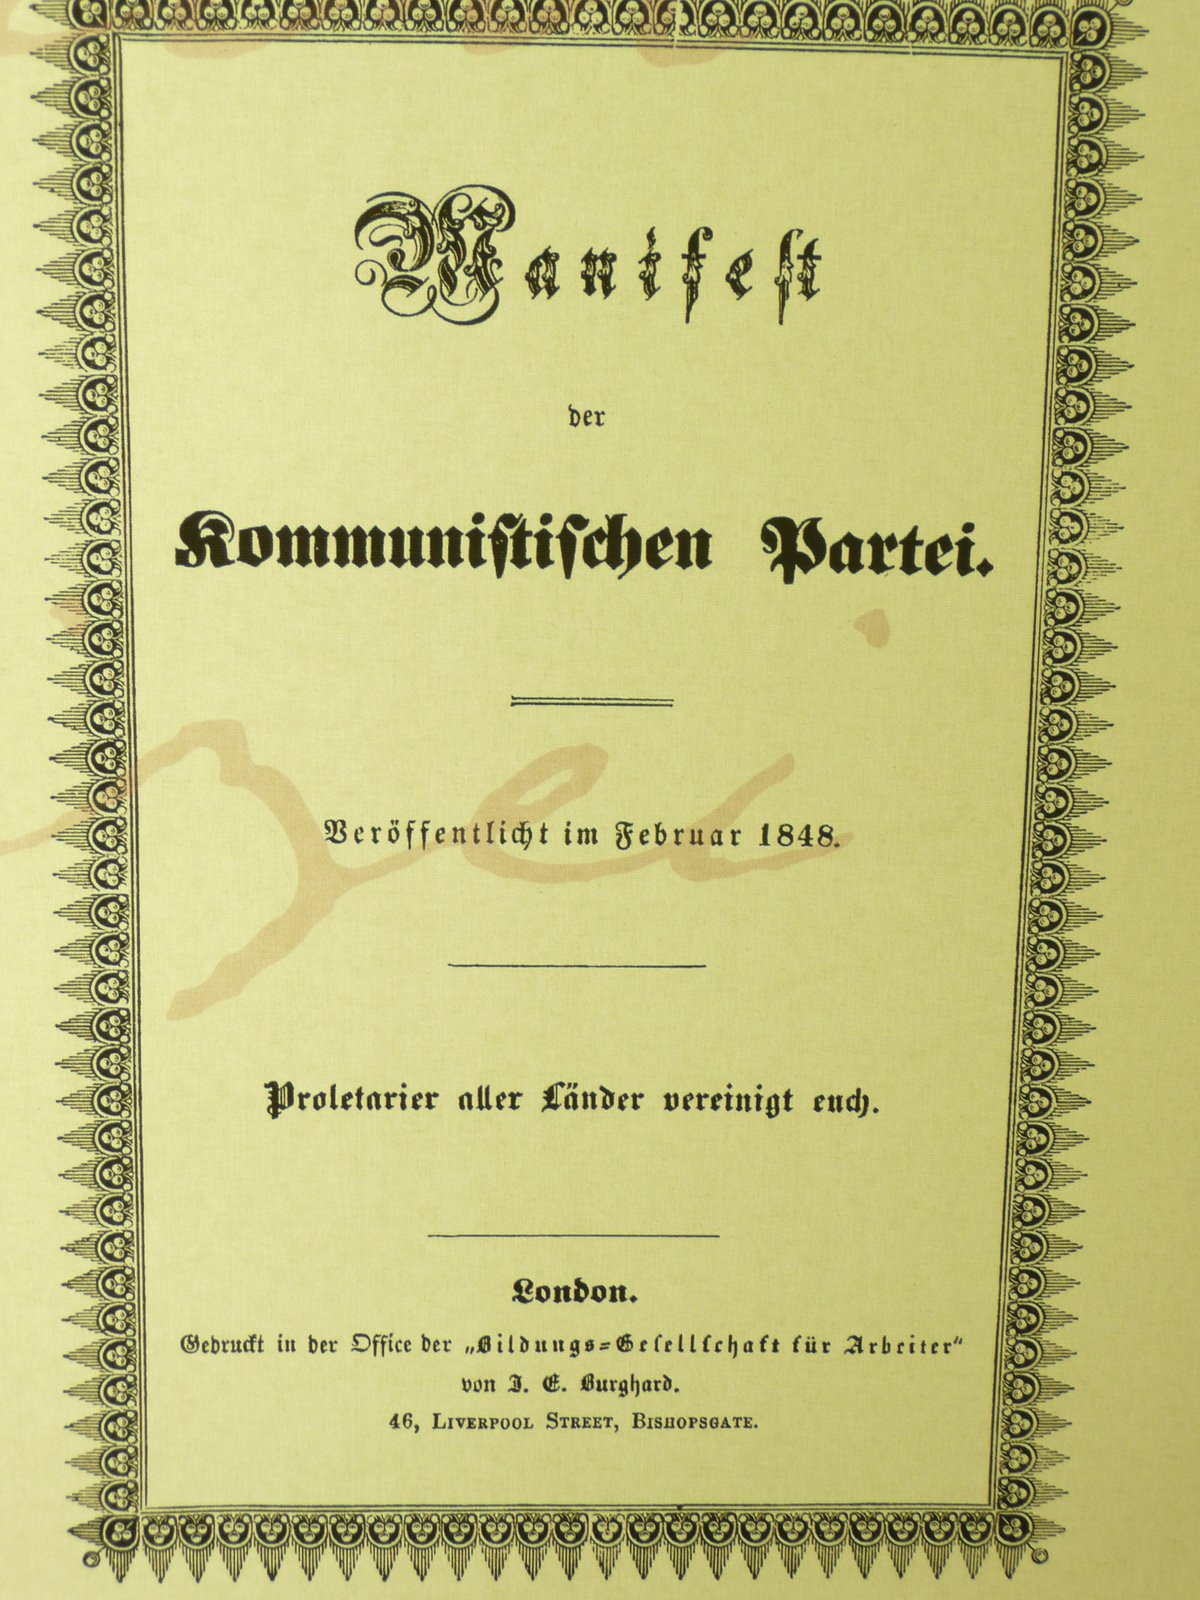 Manifest
der
Kommunistischen Partei.
Veröffentlicht im Februar 1848.
Proletarier aller Länder vereinigt euch.
London.
Gedruckt in der Office der „Bildungs=Gesellschaft für Arbeiter“
von J. E. Burghard.
46, LIVERPOOL STREET, BISHOPSGATE.